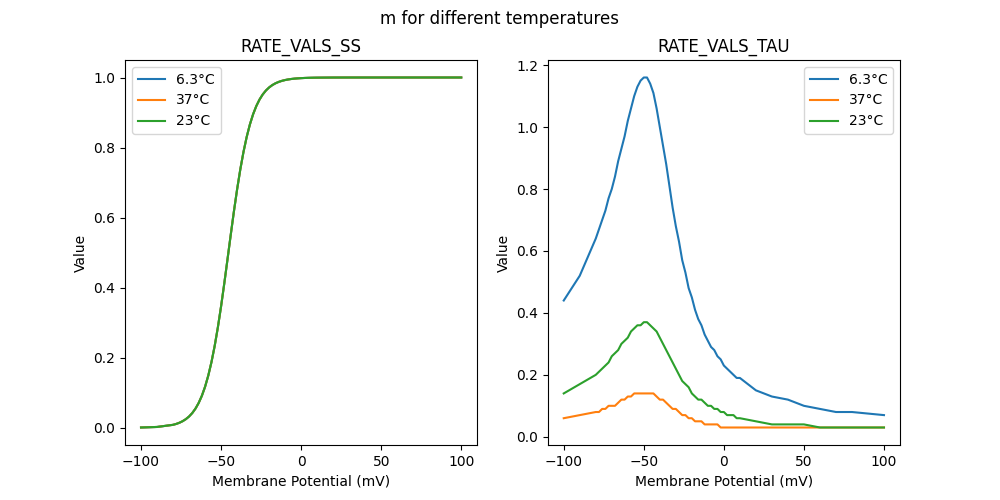 m for different temperatures
RATE_VALS_SS
1.0
0.8
0.6
0.4
0.2
0.0
Value
6.3°C
37°C
23°C
−100
−50
0
50
100
Membrane Potential (mV)
RATE_VALS_TAU
1.2
1.0
0.8
0.6
0.4
0.2
0.0
Value
6.3°C
37°C
23°C
−100
−50
0
50
100
Membrane Potential (mV)